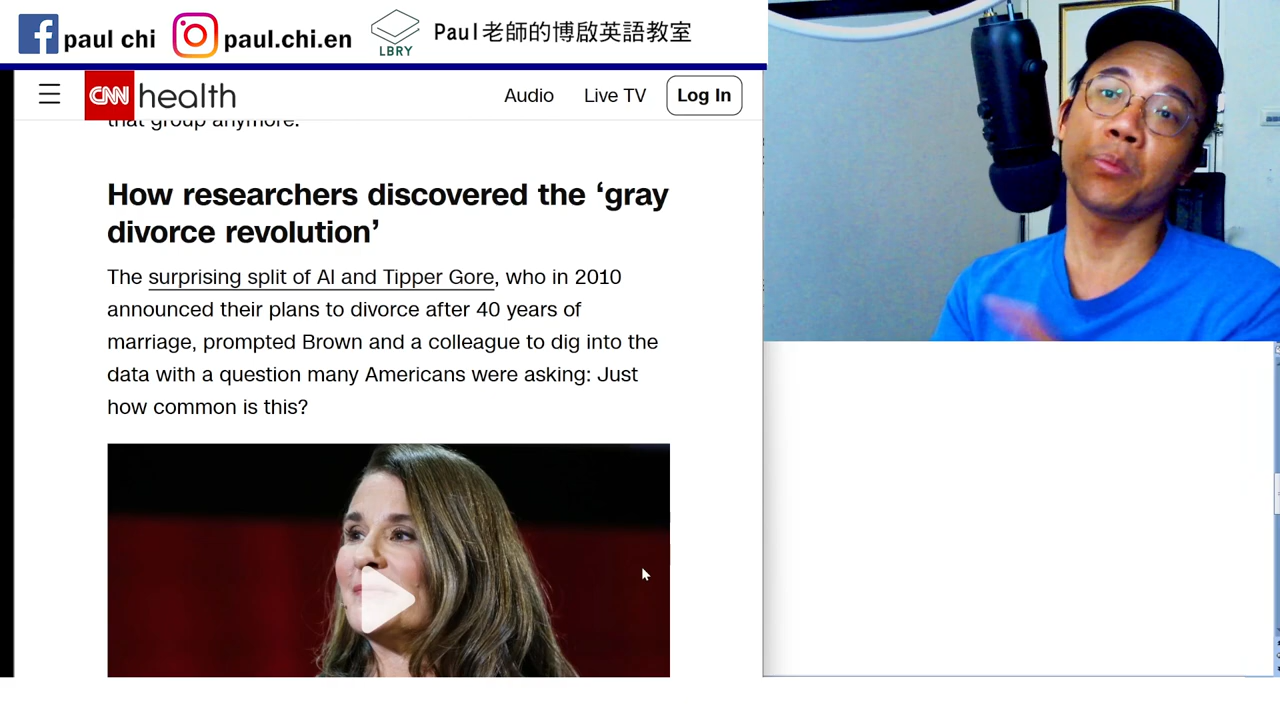 paul chi
paul.chi.en
LBRY
Paul老師的博啟英語教室
CNN health
Audio
Live TV
Log In
that group anymore.
How researchers discovered the ‘gray
divorce revolution’
The surprising split of Al and Tipper Gore, who in 2010
announced their plans to divorce after 40 years of
marriage, prompted Brown and a colleague to dig into the
data with a question many Americans were asking: Just
how common is this?